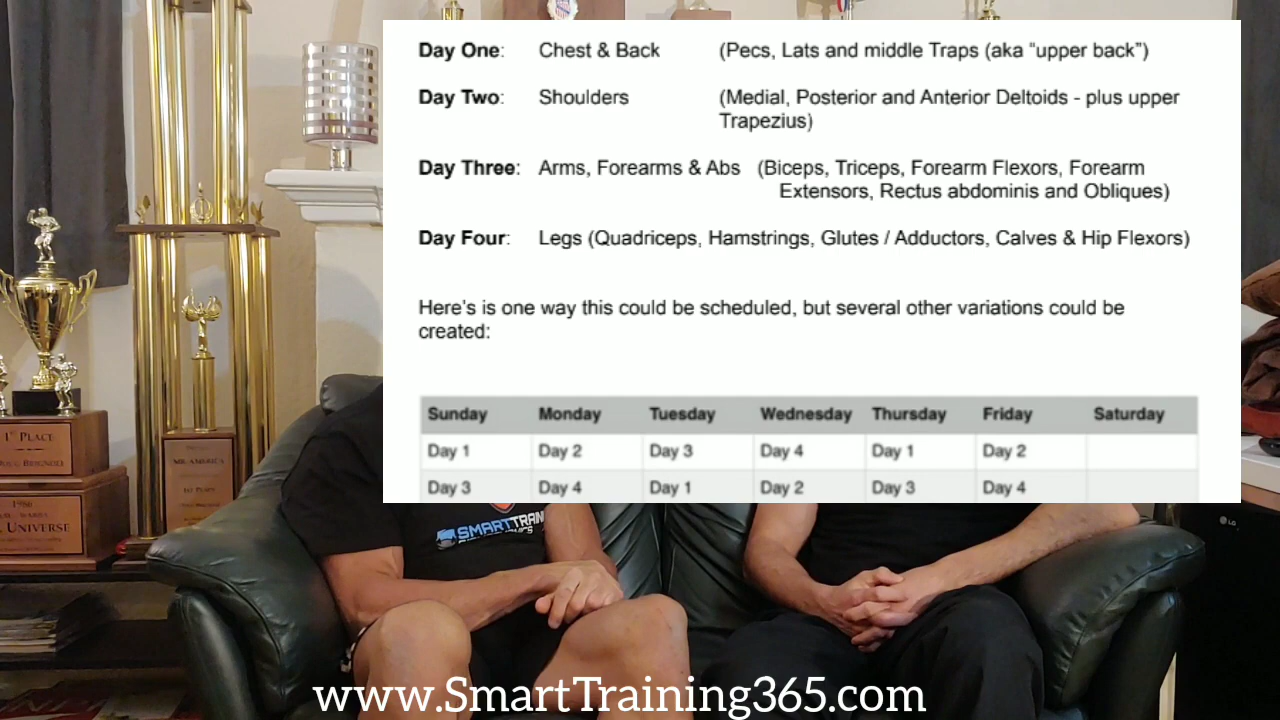 Day One: Chest & Back (Pecs, Lats and middle Traps (aka “upper back”)
Day Two: Shoulders (Medial, Posterior and Anterior Deltoids - plus upper
Trapezius)
Day Three: Arms, Forearms & Abs (Biceps, Triceps, Forearm Flexors, Forearm
Extensors, Rectus abdominis and Obliques)
Day Four: Legs (Quadriceps, Hamstrings, Glutes / Adductors, Calves & Hip Flexors)
Here's is one way this could be scheduled, but several other variations could be
created:
Sunday Monday Tuesday Wednesday Thursday Friday Saturday
Day 1 Day 2 Day 3 Day 4 Day 1 Day 2
Day 3 Day 4 Day 1 Day 2 Day 3 Day 4
1st PLACE
1986
UNIVERSE
MR AMERICA
SMARTTRAIN
LG
www.SmartTraining365.com